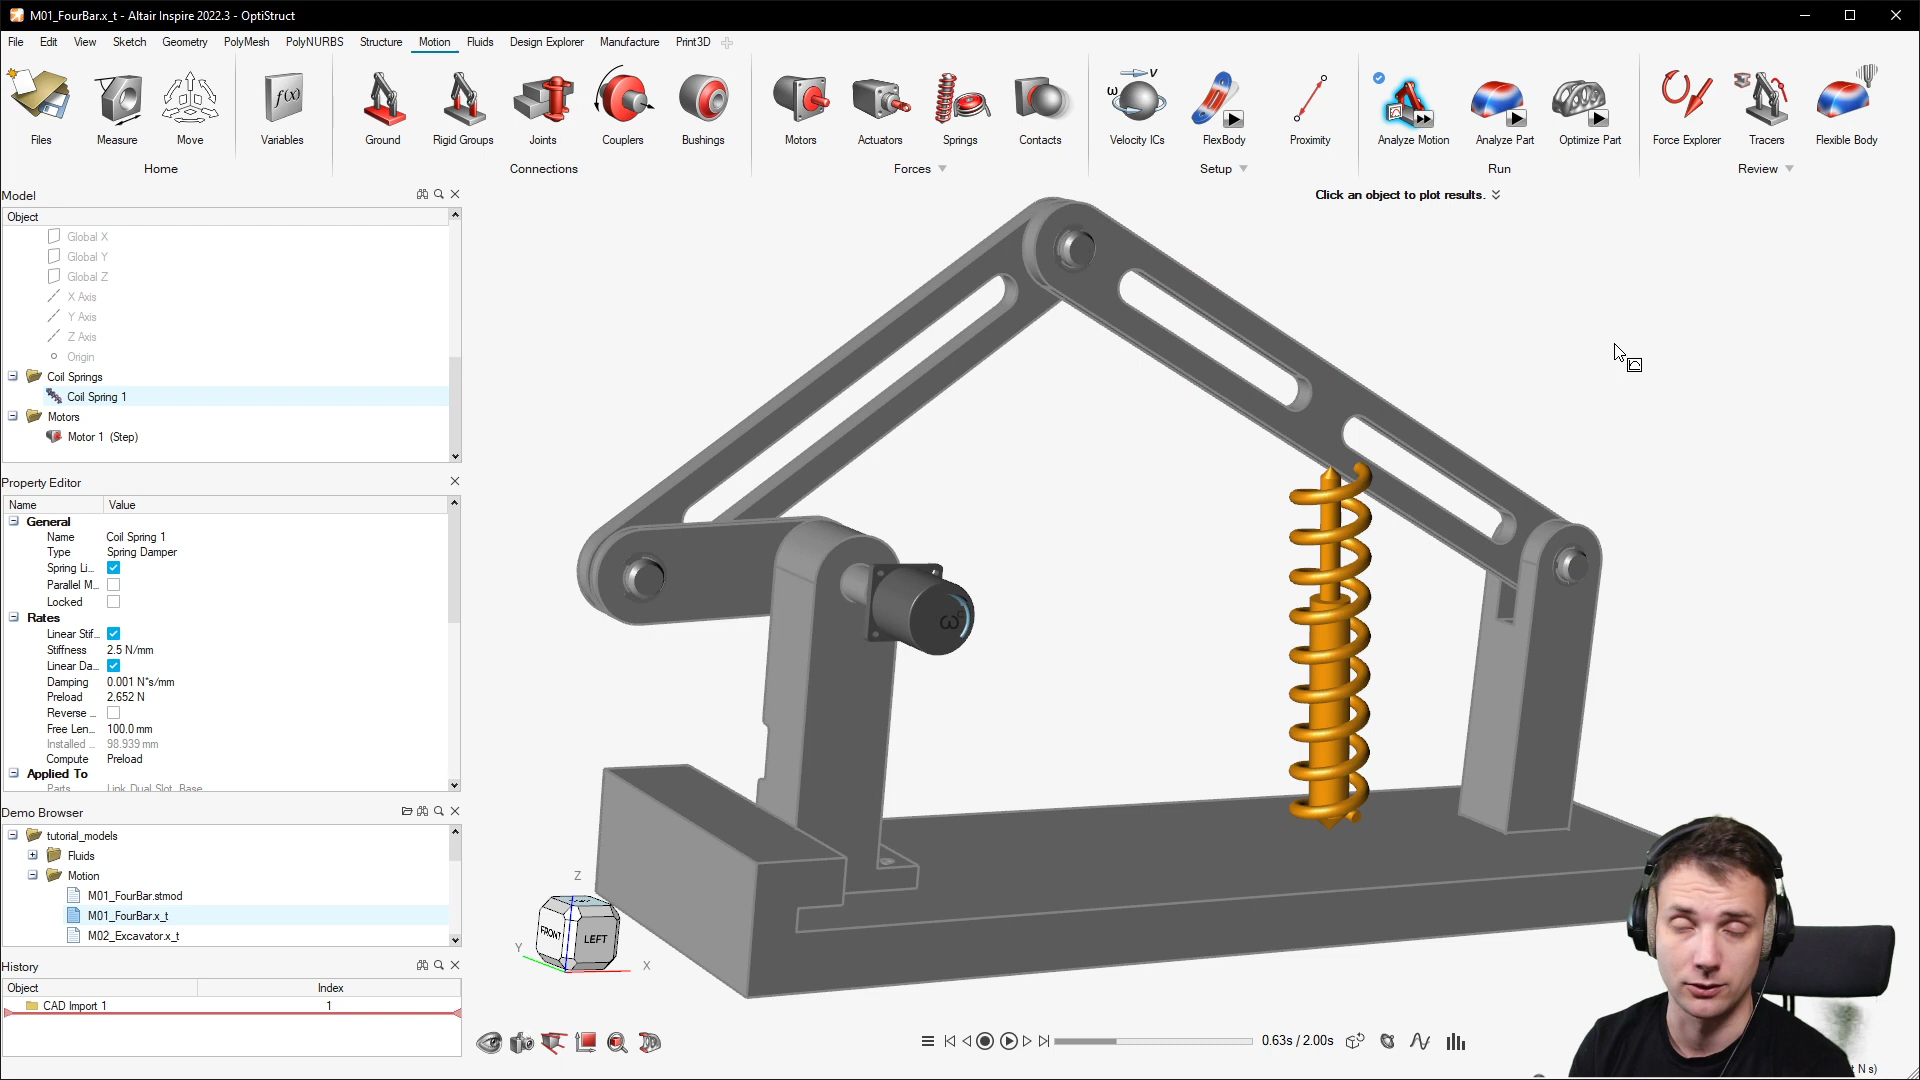 M01_FourBar.x_t - Altair Inspire 2022.3 - OptiStruct
File Edit View Sketch Geometry PolyMesh PolyNURBS Structure Motion Fluids Design Explorer Manufacture Print3D
f(x) V ω
Files Measure Move Variables Ground Rigid Groups Joints Couplers Bushings Motors Actuators Springs Contacts Velocity ICs FlexBody Proximity Analyze Motion Analyze Part Optimize Part Force Explorer Tracers Flexible Body
Home Connections Forces Setup Run Review
Click an object to plot results.
Model
Object
Global X
Global Y
Global Z
X Axis
Y Axis
Z Axis
Origin
Coil Springs
Coil Spring 1
Motors
Motor 1 (Step)
Property Editor
Name Value
General
Name Coil Spring 1
Type Spring Damper
Spring Li...
Parallel M...
Locked
Rates
Linear Stif...
Stiffness 2.5 N/mm
Linear Da...
Damping 0.001 N*s/mm
Preload 2.652 N
Reverse ...
Free Len... 100.0 mm
Installed ... 98.939 mm
Compute Preload
Applied To
Parts Link Dual Slot, Base
Demo Browser
tutorial_models
Fluids
Motion
M01_FourBar.stmod
M01_FourBar.x_t
M02_Excavator.x_t
History
Object Index
CAD Import 1 1
ω
Z
FRONT LEFT
Y
X
0.63s / 2.00s
t N s)